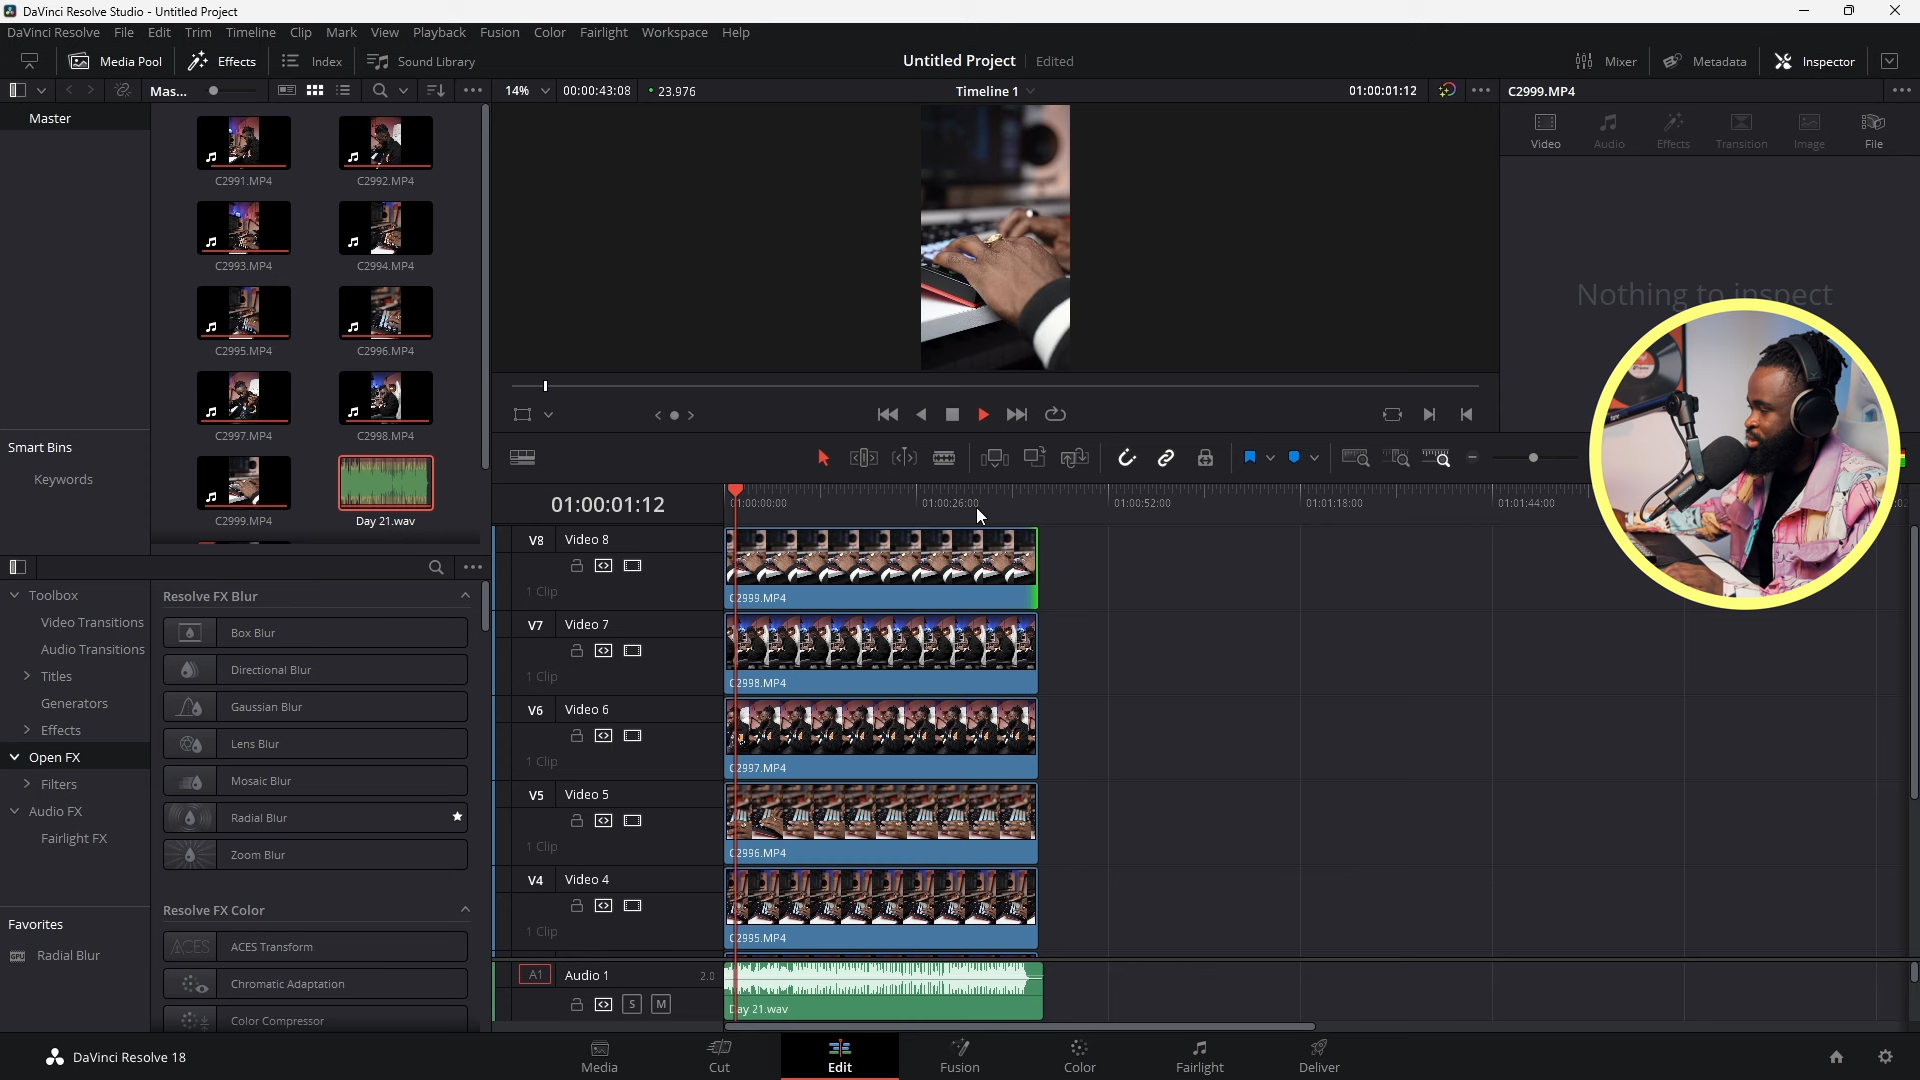 DaVinci Resolve Studio - Untitled Project
DaVinci Resolve File Edit Trim Timeline Clip Mark View Playback Fusion Color Fairlight Workspace Help
Media Pool Effects Index Sound Library Untitled Project Edited Mixer Metadata Inspector
Mas... 14% 00:00:43:08 23.976 Timeline 1 01:00:01:12 C2999.MP4
Master
Video Audio Effects Transition Image File
C2991.MP4 C2992.MP4
C2993.MP4 C2994.MP4
Nothing to inspect
C2995.MP4 C2996.MP4
C2997.MP4 C2998.MP4
Smart Bins
Keywords
C2999.MP4 Day 21.wav
01:00:01:12 01:00:00:00 01:00:26:00 01:00:52:00 01:01:18:00 01:01:44:00
V8 Video 8
1 Clip
C2999.MP4
V7 Video 7
1 Clip
C2998.MP4
V6 Video 6
1 Clip
C2997.MP4
V5 Video 5
1 Clip
C2996.MP4
V4 Video 4
1 Clip
C2995.MP4
A1 Audio 1 2.0
S M
Day 21.wav
Toolbox
Video Transitions
Audio Transitions
Titles
Generators
Effects
Open FX
Filters
Audio FX
Fairlight FX
Favorites
Radial Blur
Resolve FX Blur
Box Blur
Directional Blur
Gaussian Blur
Lens Blur
Mosaic Blur
Radial Blur
Zoom Blur
Resolve FX Color
ACES ACES Transform
Chromatic Adaptation
Color Compressor
DaVinci Resolve 18
Media Cut Edit Fusion Color Fairlight Deliver